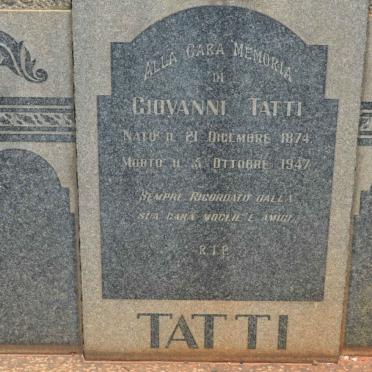 ALLA CARA MEMORIA
DI
GIOVANNI TATTI
NATO IL 21 DICEMBRE 1874
MORTO IL 5 OTTOBRE 1947
SEMPRE RICORDATO DALLA
SUA CARA MOGLIE E AMICI.
R.I.P.
TATTI